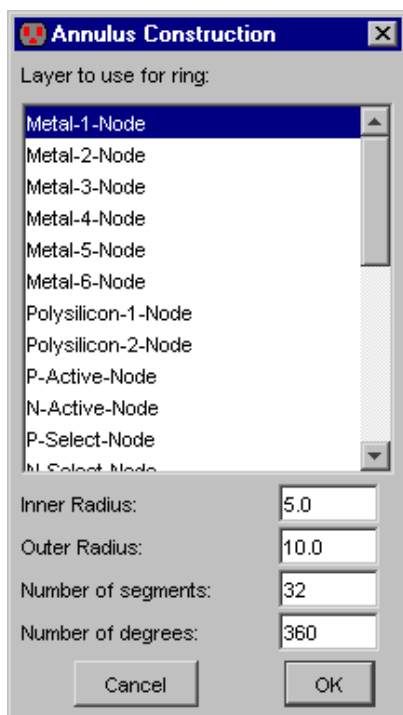 Annulus Construction
Layer to use for ring:
Metal-1-Node
Metal-2-Node
Metal-3-Node
Metal-4-Node
Metal-5-Node
Metal-6-Node
Polysilicon-1-Node
Polysilicon-2-Node
P-Active-Node
N-Active-Node
P-Select-Node
N-Select-Node
Inner Radius: 5.0
Outer Radius: 10.0
Number of segments: 32
Number of degrees: 360
Cancel OK